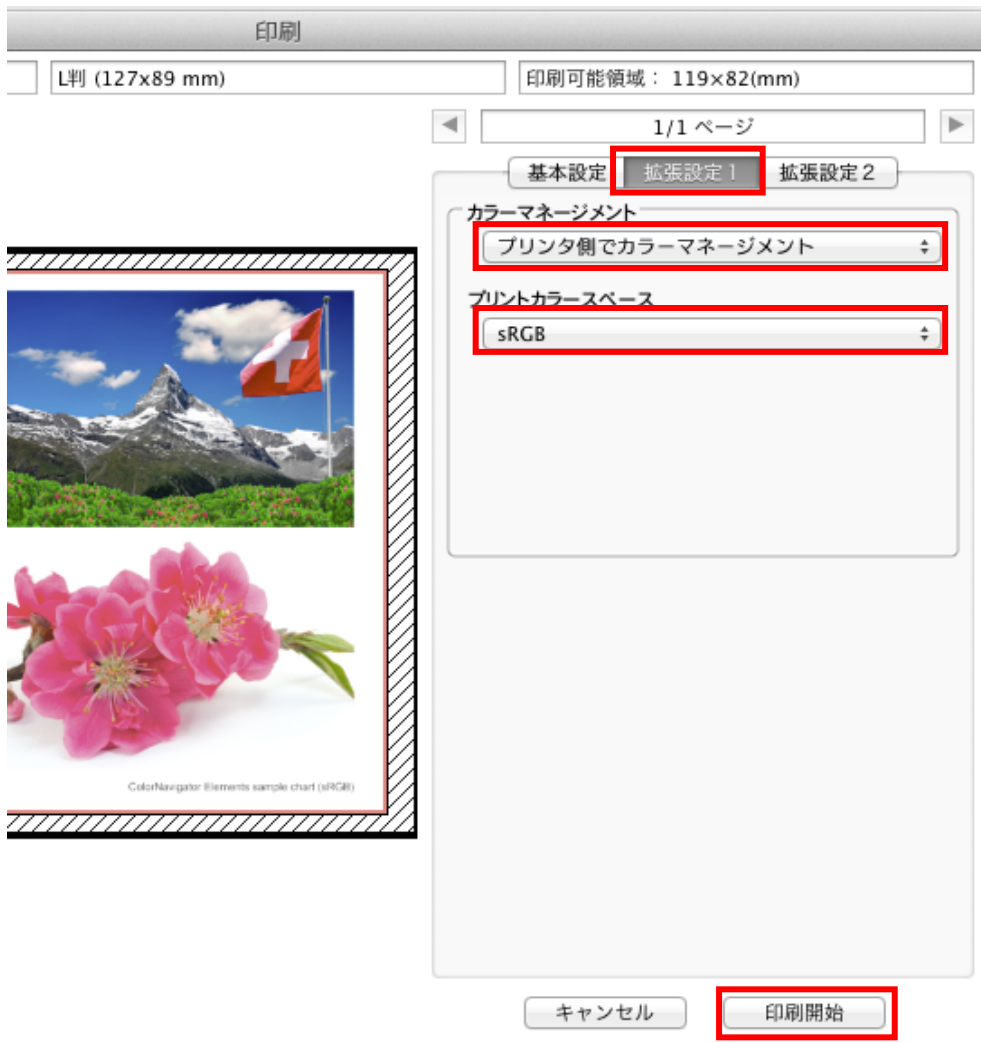 印刷
L判 (127x89 mm)
印刷可能領域： 119×82(mm)
1/1 ページ
基本設定
拡張設定1
拡張設定2
カラーマネージメント
プリンタ側でカラーマネージメント
プリントカラースペース
sRGB
ColorNavigator Elements sample chart (sRGB)
キャンセル
印刷開始